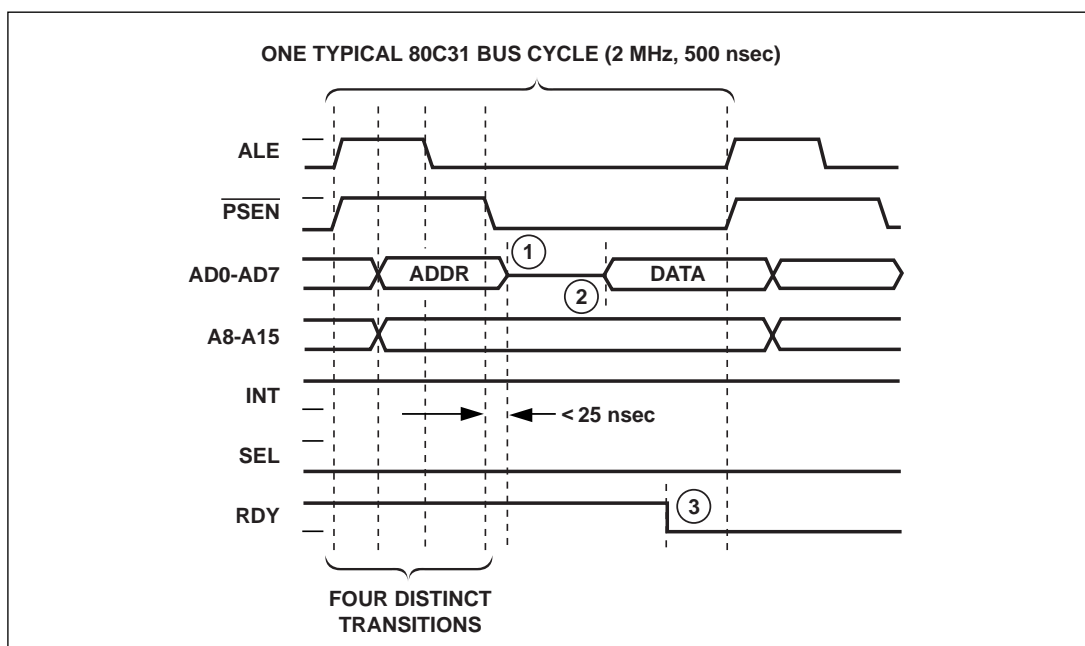 ONE TYPICAL 80C31 BUS CYCLE (2 MHz, 500 nsec)
ALE
PSEN
AD0-AD7
ADDR
1
2
DATA
A8-A15
INT
< 25 nsec
SEL
RDY
3
FOUR DISTINCT
TRANSITIONS